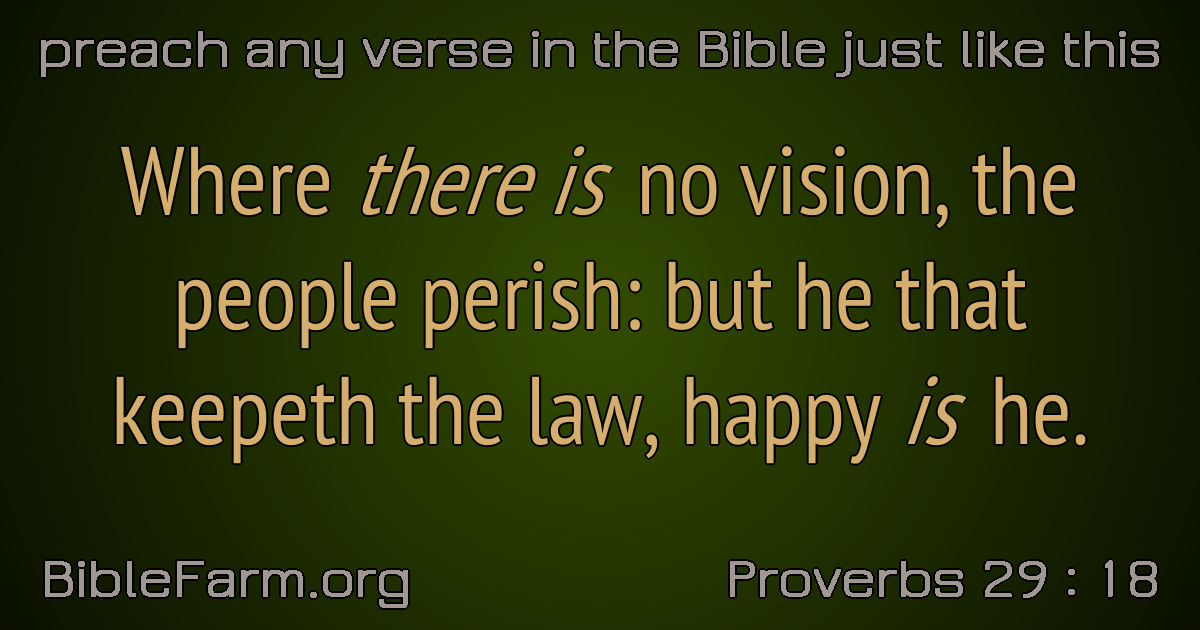 preach any verse in the Bible just like this
Where there is no vision, the
people perish: but he that
keepeth the law, happy is he.
BibleFarm.org
Proverbs 29 : 18